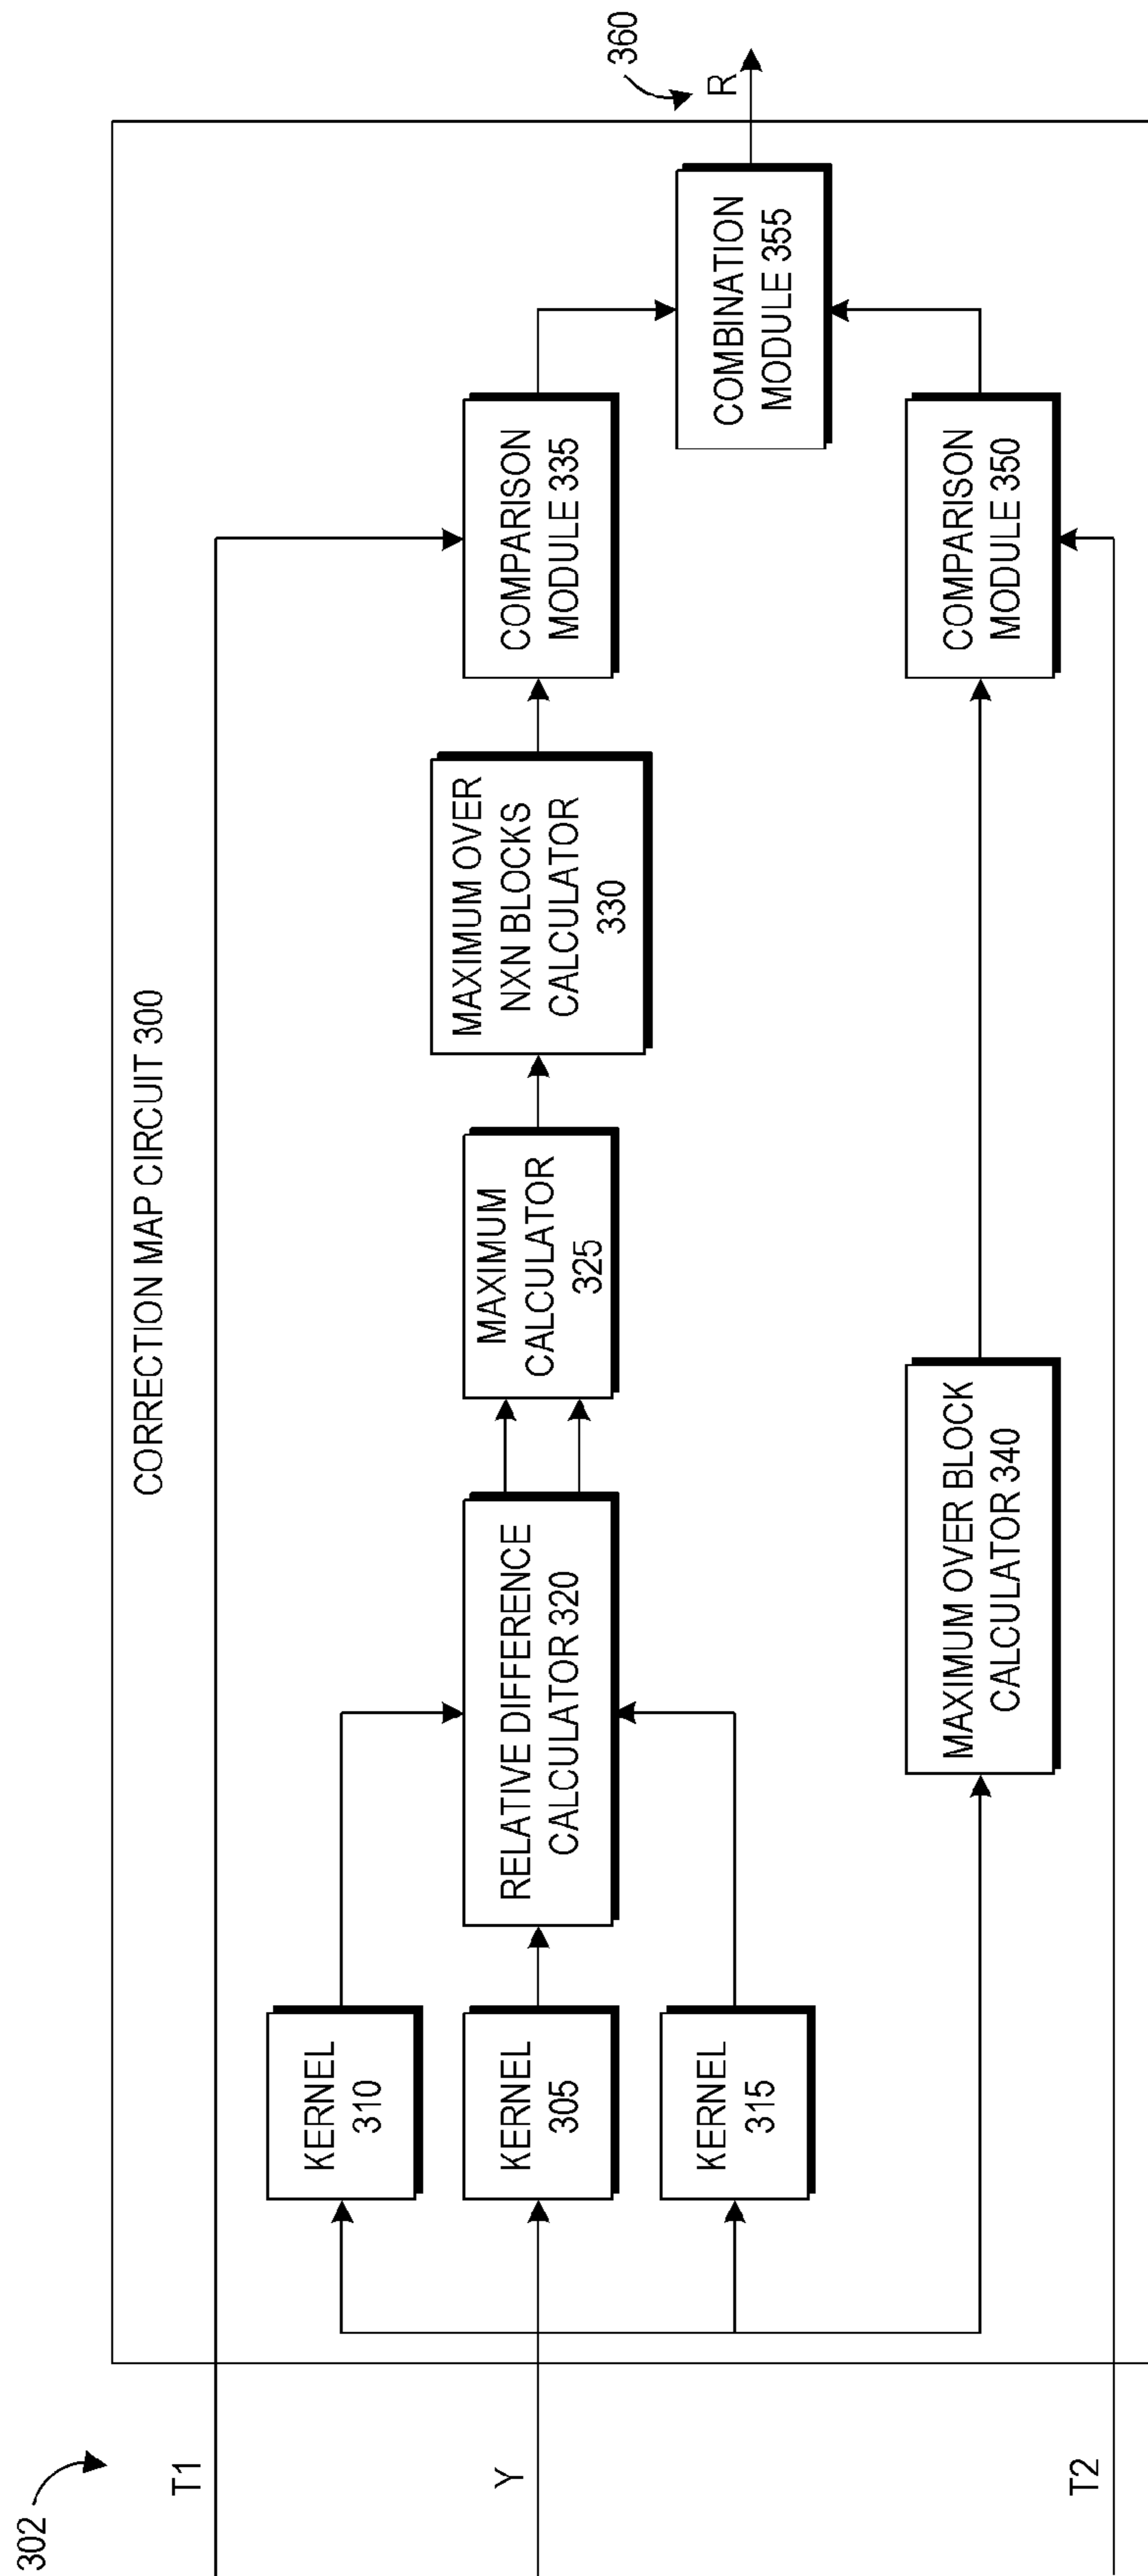 302
CORRECTION MAP CIRCUIT 300
T1
Y
T2
KERNEL
310
KERNEL
305
KERNEL
315
RELATIVE DIFFERENCE
CALCULATOR 320
MAXIMUM
CALCULATOR
325
MAXIMUM OVER
NXN BLOCKS
CALCULATOR
330
COMPARISON
MODULE 335
MAXIMUM OVER BLOCK
CALCULATOR 340
COMPARISON
MODULE 350
COMBINATION
MODULE 355
360
R